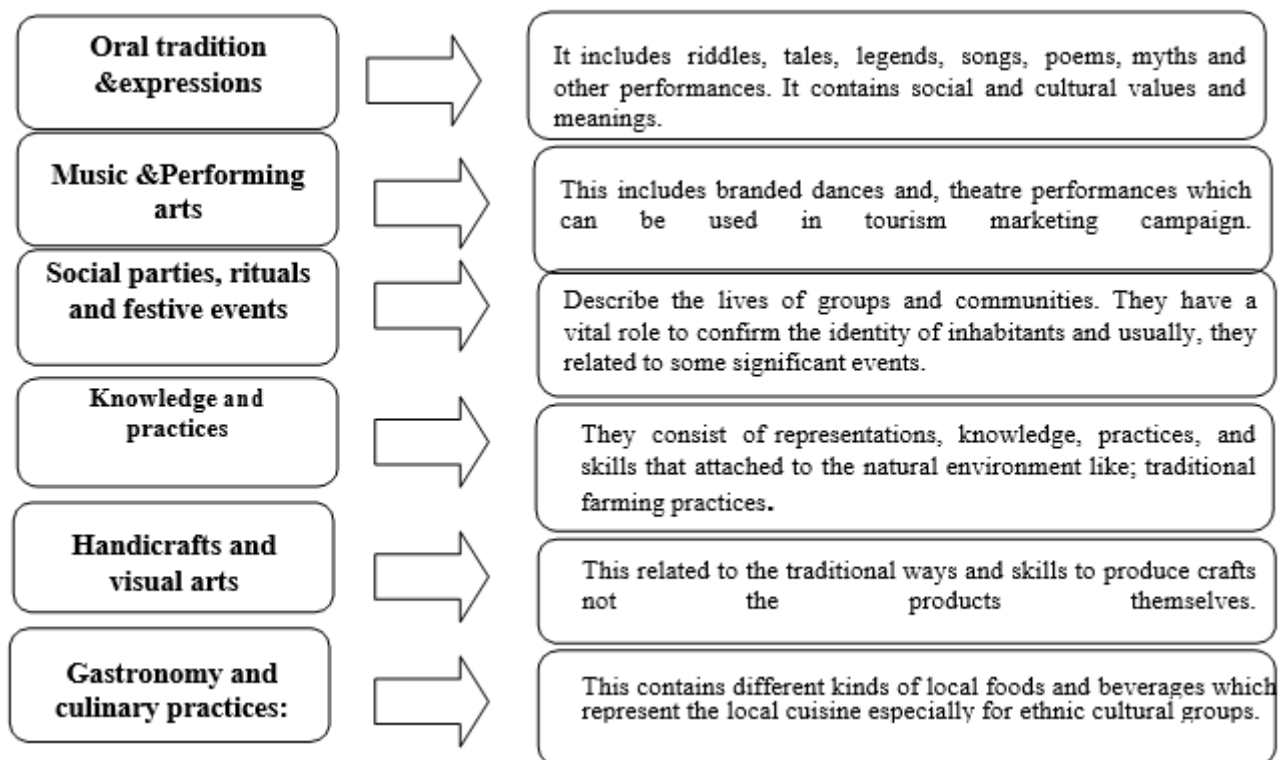 Oral tradition
&expressions
It includes riddles, tales, legends, songs, poems, myths and
other performances. It contains social and cultural values and
meanings.
Music &Performing
arts
This includes branded dances and, theatre performances which
can be used in tourism marketing campaign.
Social parties, rituals
and festive events
Describe the lives of groups and communities. They have a
vital role to confirm the identity of inhabitants and usually, they
related to some significant events.
Knowledge and
practices
They consist of representations, knowledge, practices, and
skills that attached to the natural environment like; traditional
farming practices.
Handicrafts and
visual arts
This related to the traditional ways and skills to produce crafts
not the products themselves.
Gastronomy and
culinary practices:
This contains different kinds of local foods and beverages which
represent the local cuisine especially for ethnic cultural groups.